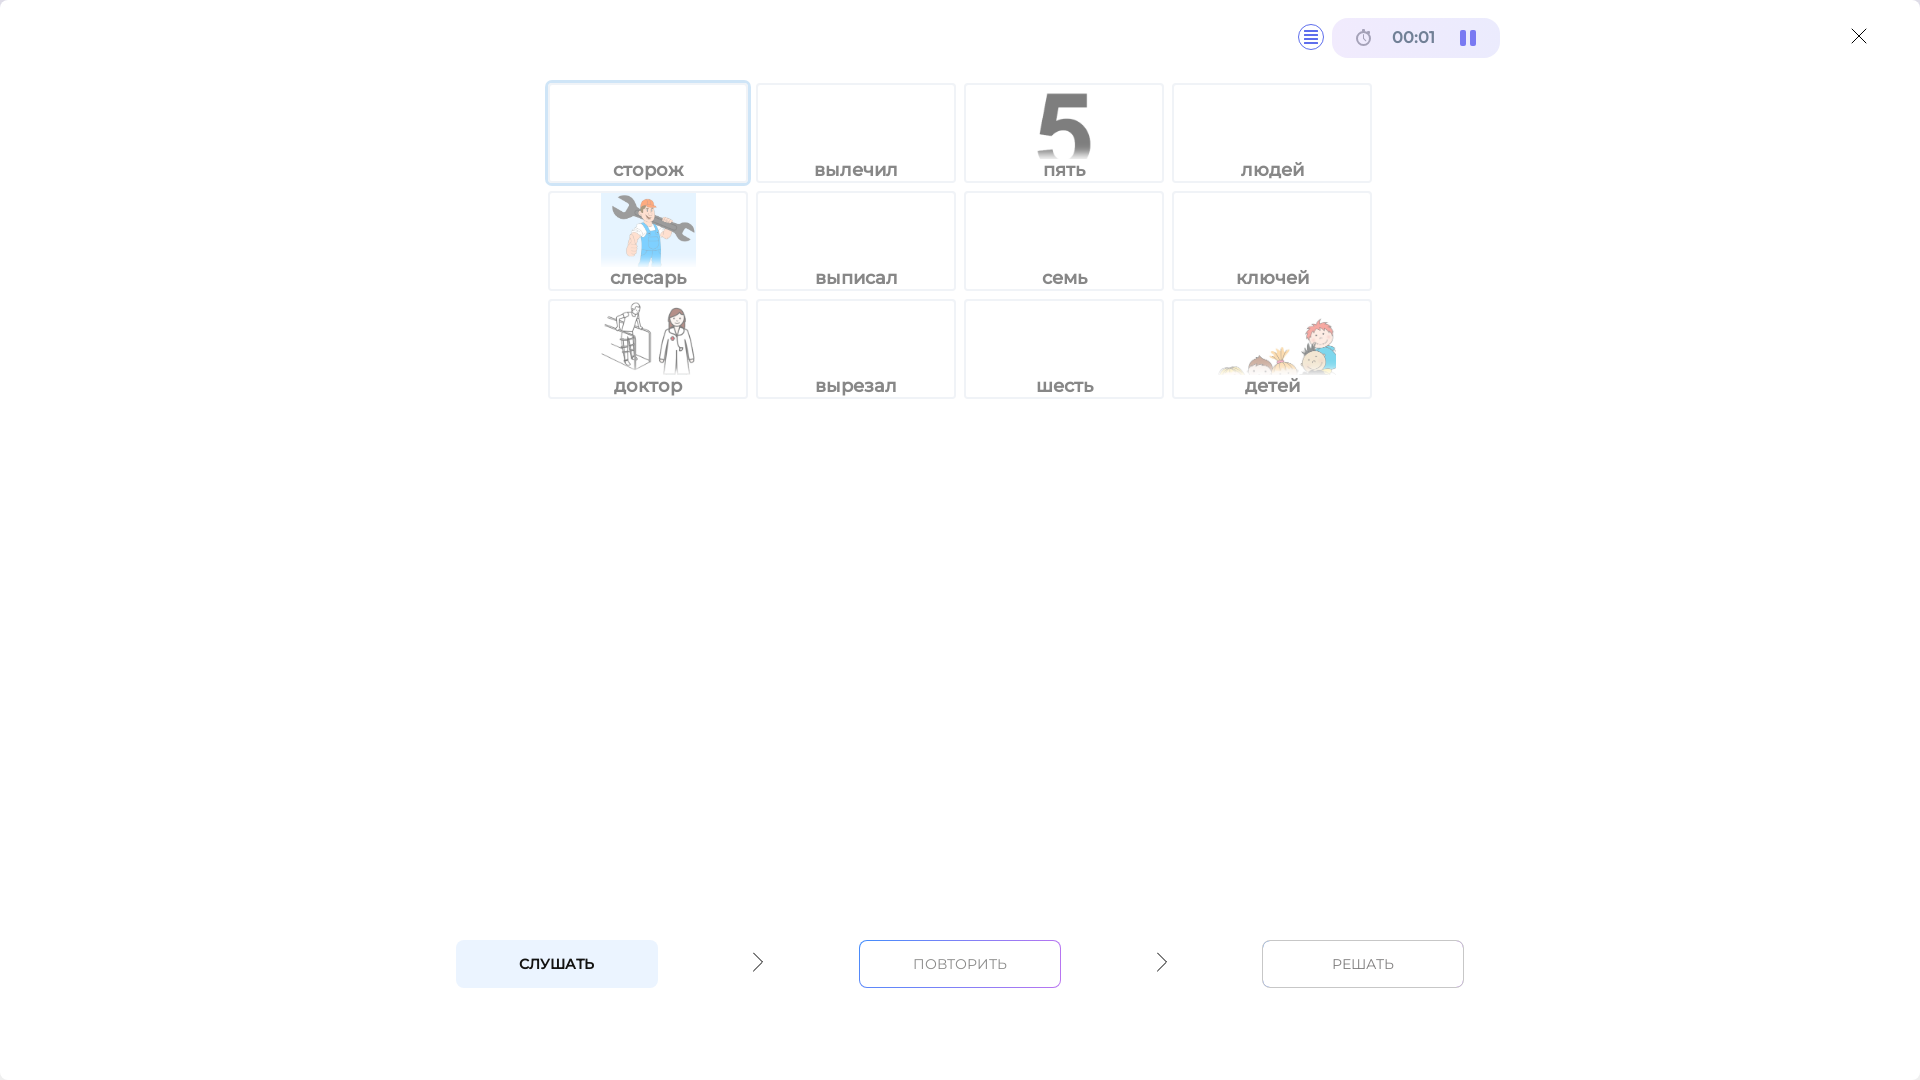 00:01
сторож
вылечил
5
пять
людей
слесарь
выписал
семь
ключей
доктор
вырезал
шесть
детей
СЛУШАТЬ
ПОВТОРИТЬ
РЕШАТЬ